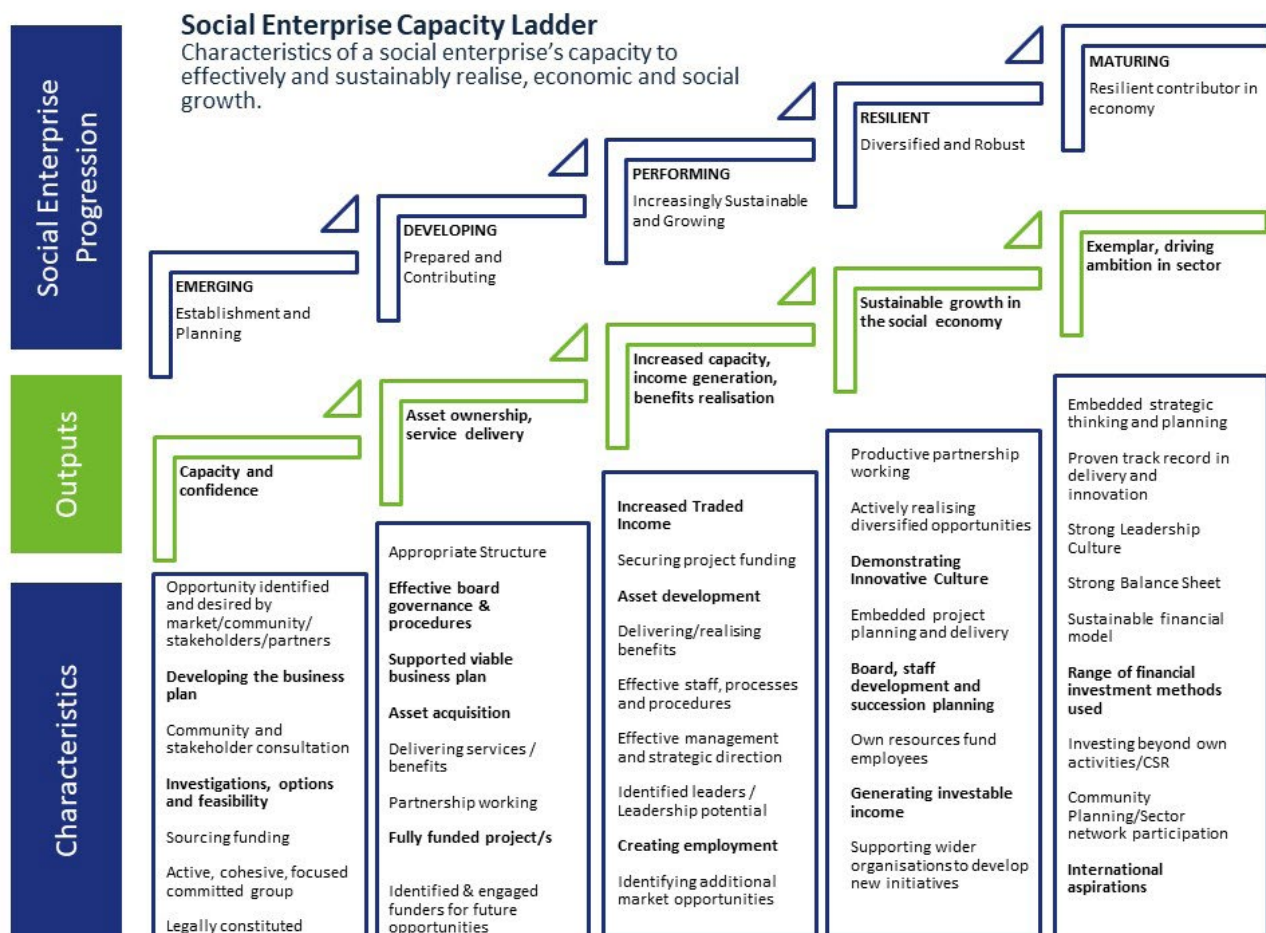 Social Enterprise Capacity Ladder
Characteristics of a social enterprise's capacity to
effectively and sustainably realise, economic and social
growth.
Social Enterprise
Progression
EMERGING
Establishment and
Planning
DEVELOPING
Prepared and
Contributing
PERFORMING
Increasingly Sustainable
and Growing
RESILIENT
Diversified and Robust
MATURING
Resilient contributor in
economy
Outputs
Capacity and
confidence
Asset ownership,
service delivery
Increased capacity,
income generation,
benefits realisation
Sustainable growth in
the social economy
Exemplar, driving
ambition in sector
Characteristics
Opportunity identified
and desired by
market/community/
stakeholders/partners
Developing the business
plan
Community and
stakeholder consultation
Investigations, options
and feasibility
Sourcing funding
Active, cohesive, focused
committed group
Legally constituted
Appropriate Structure
Effective board
governance &
procedures
Supported viable
business plan
Asset acquisition
Delivering services /
benefits
Partnership working
Fully funded project/s
Identified & engaged
funders for future
opportunities
Increased Traded
Income
Securing project funding
Asset development
Delivering/realising
benefits
Effective staff, processes
and procedures
Effective management
and strategic direction
Identified leaders /
Leadership potential
Creating employment
Identifying additional
market opportunities
Productive partnership
working
Actively realising
diversified opportunities
Demonstrating
Innovative Culture
Embedded project
planning and delivery
Board, staff
development and
succession planning
Own resources fund
employees
Generating investable
income
Supporting wider
organisations to develop
new initiatives
Embedded strategic
thinking and planning
Proven track record in
delivery and
innovation
Strong Leadership
Culture
Strong Balance Sheet
Sustainable financial
model
Range of financial
investment methods
used
Investing beyond own
activities/CSR
Community
Planning/Sector
network participation
International
aspirations